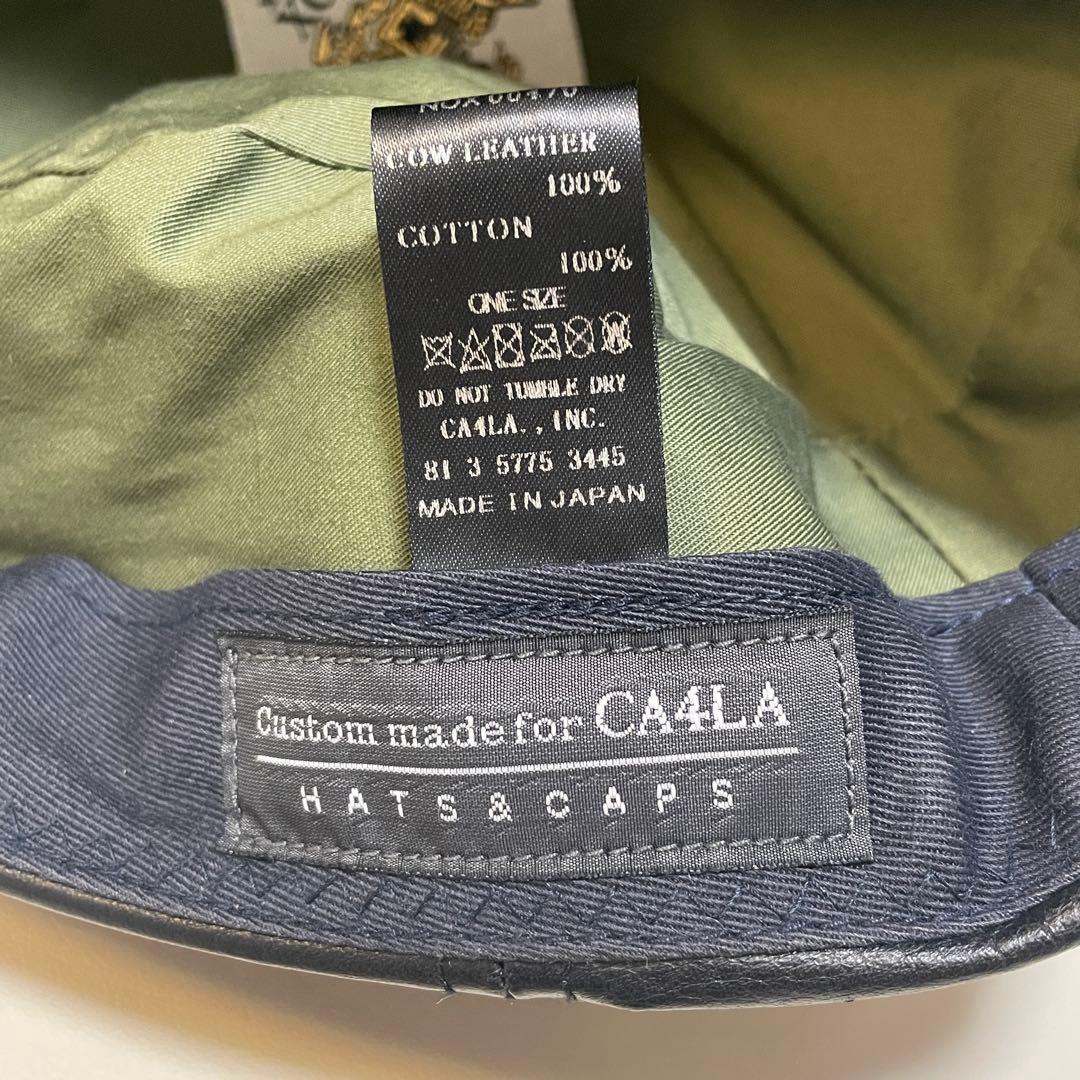 COW LEATHER
100%
COTTON
100%
ONE SIZE
DO NOT TUMBLE DRY
CA4LA.,INC.
81 3 5775 3445
MADE IN JAPAN
Custom made for CA4LA
HATS & CAPS